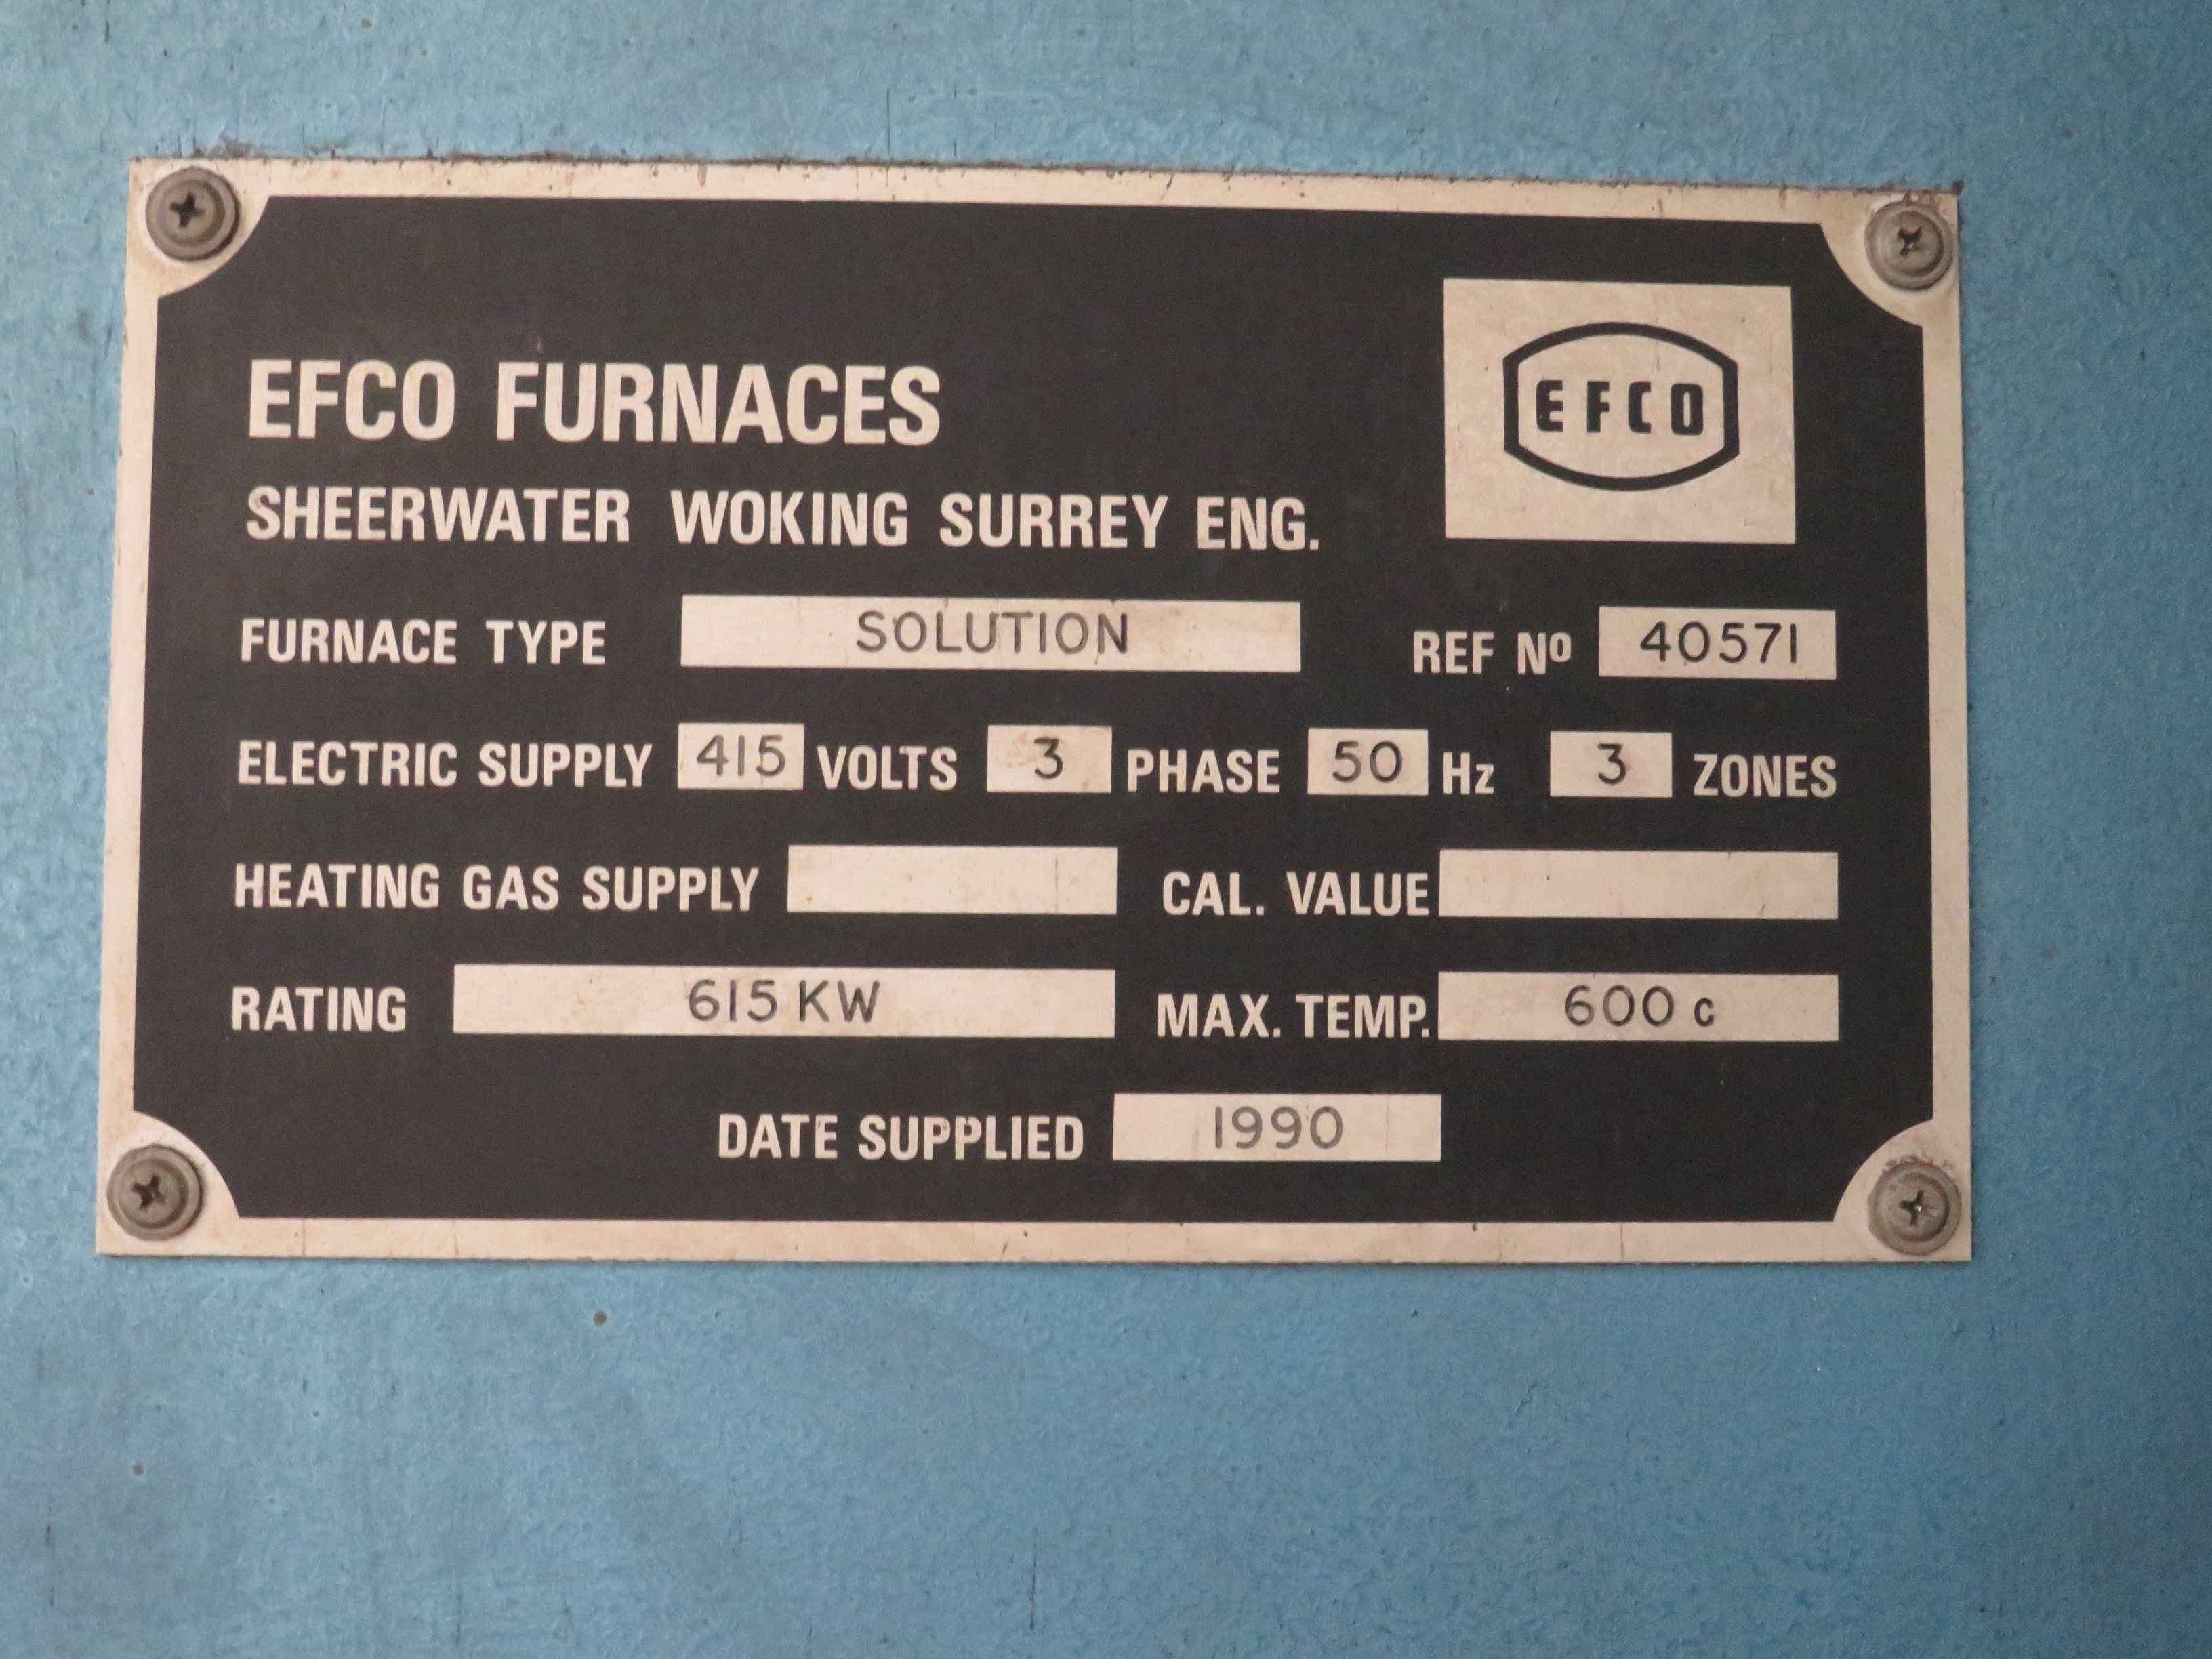 EFCO
EFCO FURNACES
SHEERWATER WOKING SURREY ENG.
FURNACE TYPE SOLUTION REF Nº 40571
ELECTRIC SUPPLY 415 VOLTS 3 PHASE 50 Hz 3 ZONES
HEATING GAS SUPPLY CAL. VALUE
RATING 615 KW MAX. TEMP. 600 c
DATE SUPPLIED 1990